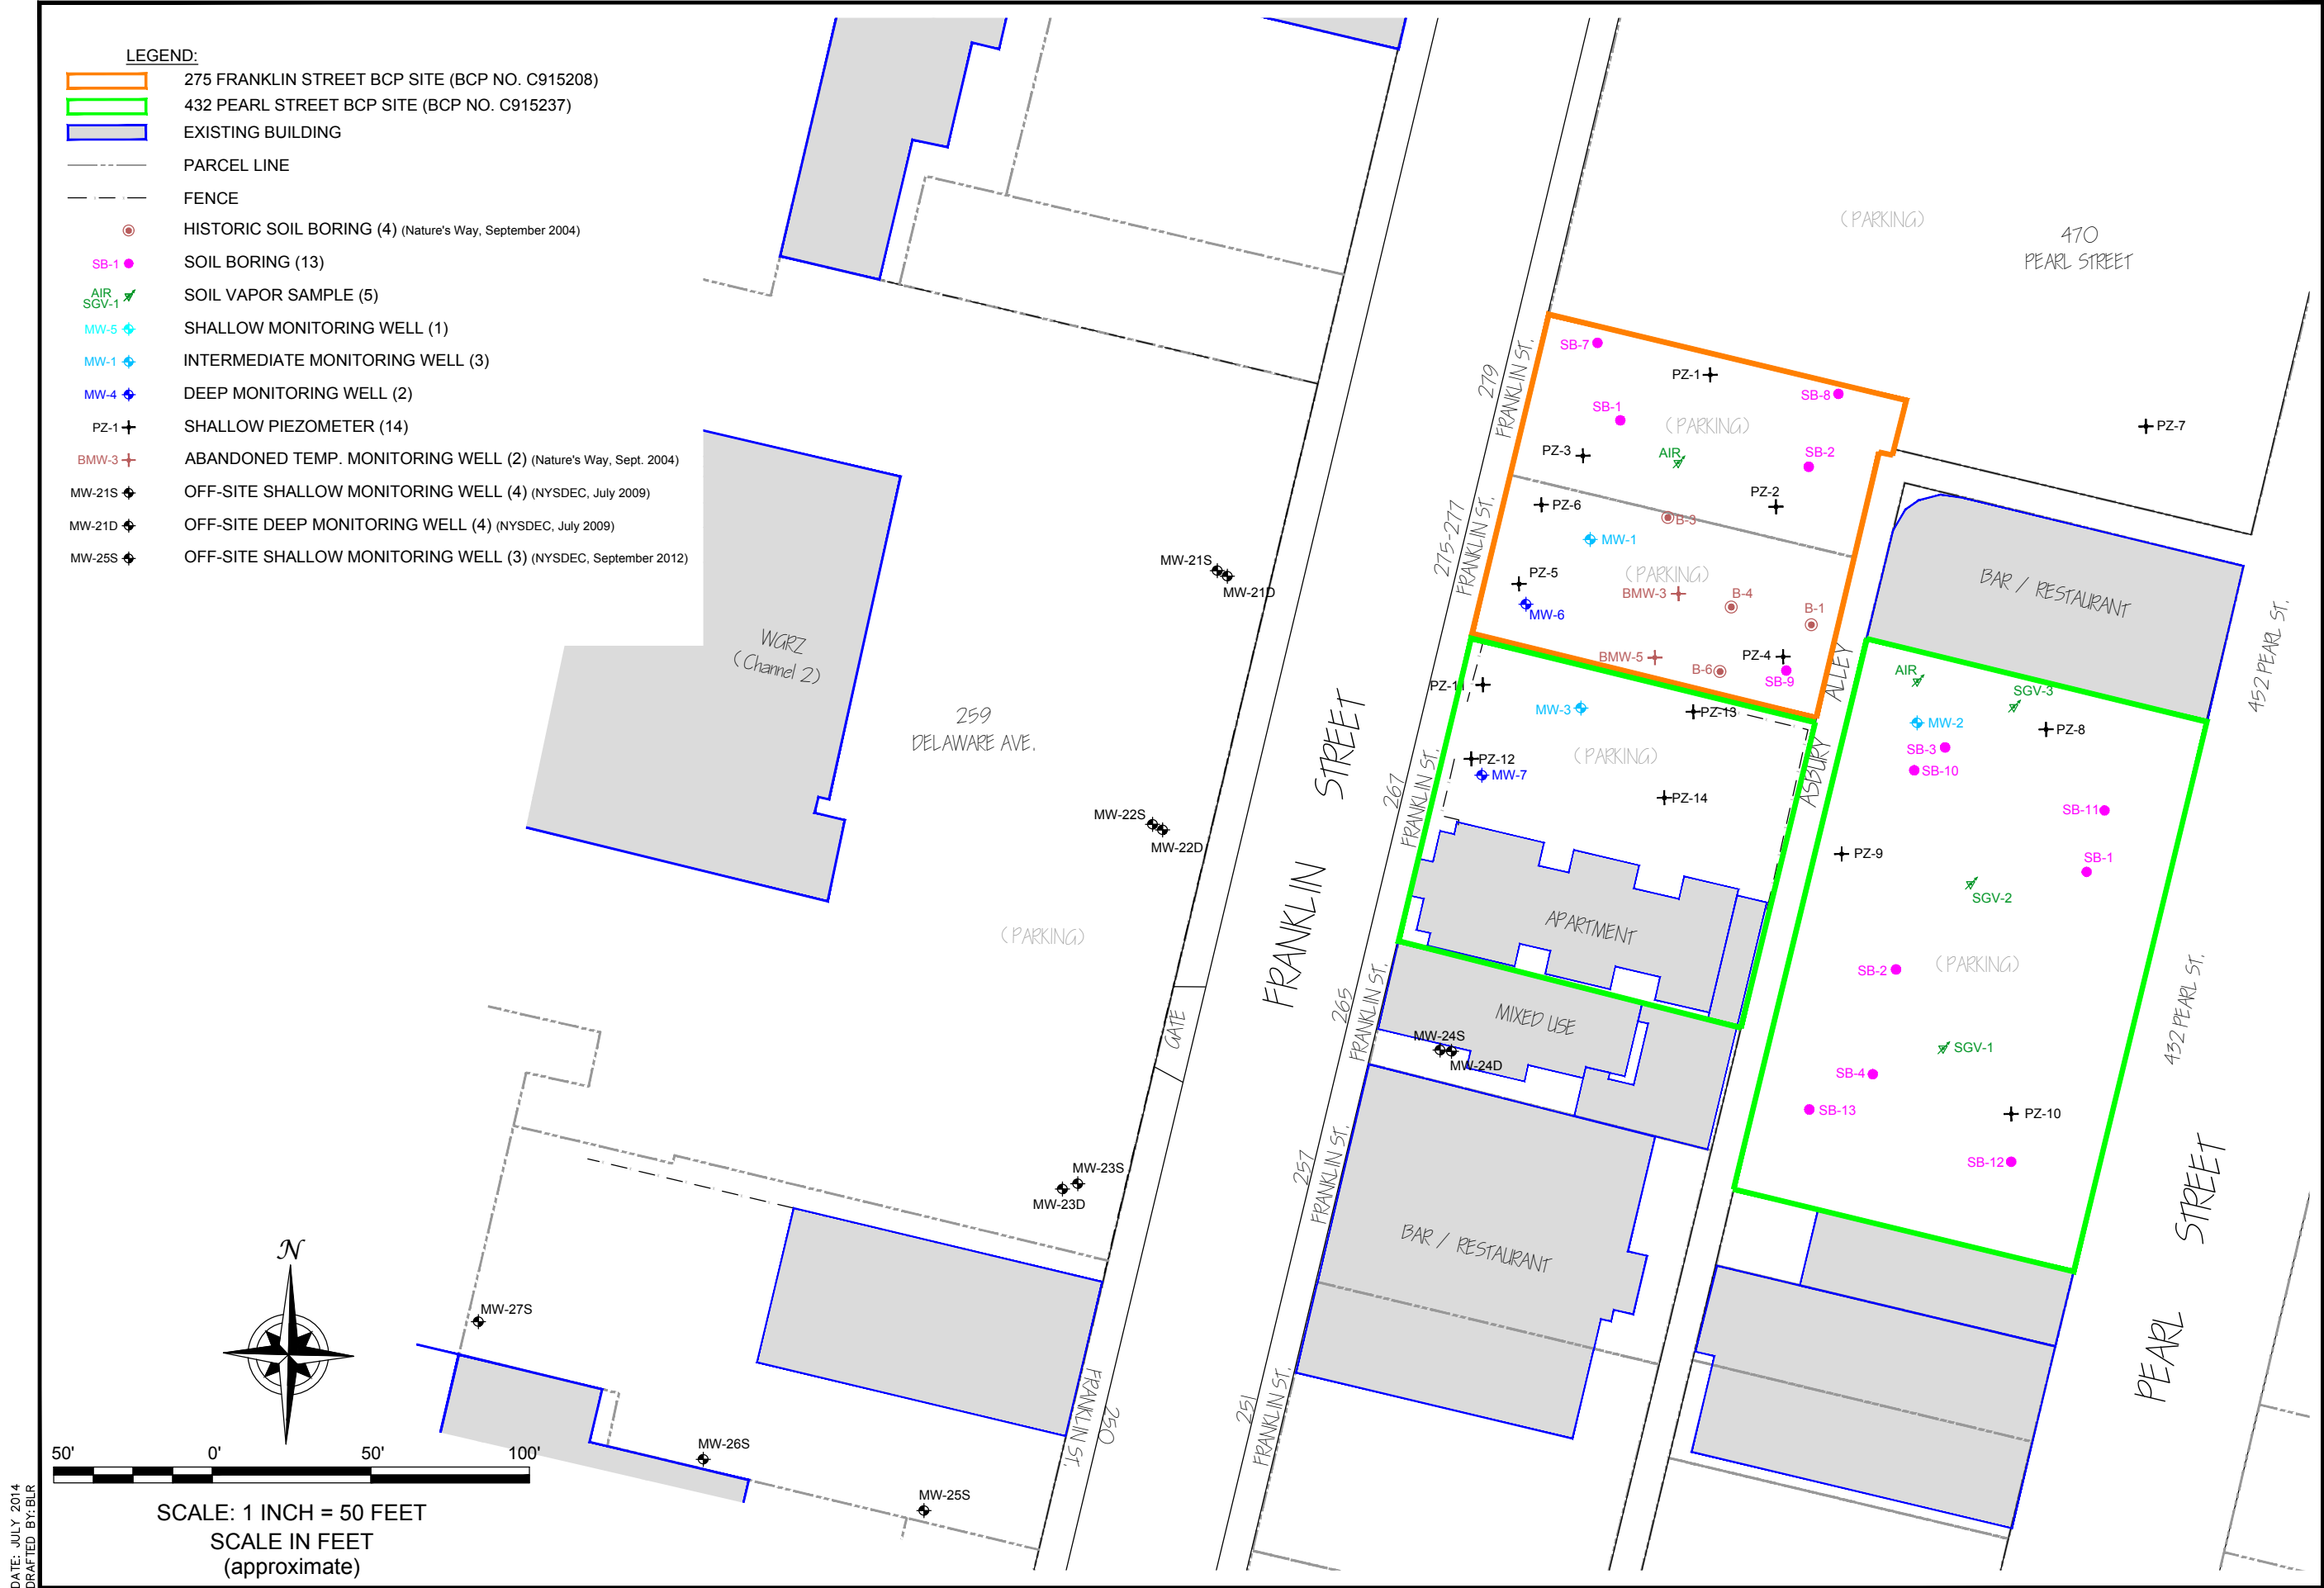 LEGEND:
275 FRANKLIN STREET BCP SITE (BCP NO. C915208)
432 PEARL STREET BCP SITE (BCP NO. C915237)
EXISTING BUILDING
PARCEL LINE
FENCE
HISTORIC SOIL BORING (4) (Nature's Way, September 2004)
SB-1 SOIL BORING (13)
AIR
SGV-1 SOIL VAPOR SAMPLE (5)
MW-5 SHALLOW MONITORING WELL (1)
MW-1 INTERMEDIATE MONITORING WELL (3)
MW-4 DEEP MONITORING WELL (2)
PZ-1 SHALLOW PIEZOMETER (14)
BMW-3 ABANDONED TEMP. MONITORING WELL (2) (Nature's Way, Sept. 2004)
MW-21S OFF-SITE SHALLOW MONITORING WELL (4) (NYSDEC, July 2009)
MW-21D OFF-SITE DEEP MONITORING WELL (4) (NYSDEC, July 2009)
MW-25S OFF-SITE SHALLOW MONITORING WELL (3) (NYSDEC, September 2012)
(PARKING)
470
PEARL STREET
279
FRANKLIN ST.
SB-7
PZ-1
SB-8
SB-1
(PARKING)
PZ-7
PZ-3
AIR
SB-2
PZ-2
275-277
FRANKLIN ST.
PZ-6
B-3
MW-1
PZ-5
(PARKING)
BMW-3
B-4
B-1
MW-6
BMW-5
B-6
PZ-4
SB-9
BAR / RESTAURANT
452 PEARL ST.
MW-21S
MW-21D
WGRZ
(Channel 2)
259
DELAWARE AVE.
ASBURY ALLEY
AIR
SGV-3
MW-2
PZ-8
SB-3
SB-10
SB-11
SB-1
PZ-9
SGV-2
SB-2
(PARKING)
SGV-1
SB-4
SB-13
PZ-10
SB-12
432 PEARL ST.
PZ-11
MW-3
PZ-13
PZ-12
MW-7
(PARKING)
PZ-14
267
FRANKLIN ST.
APARTMENT
FRANKLIN STREET
MW-22S
MW-22D
(PARKING)
GATE
265
FRANKLIN ST.
MIXED USE
MW-24S
MW-24D
257
FRANKLIN ST.
BAR / RESTAURANT
MW-23S
MW-23D
251
FRANKLIN ST.
250
FRANKLIN ST.
PEARL STREET
N
MW-27S
MW-26S
MW-25S
50' 0' 50' 100'
SCALE: 1 INCH = 50 FEET
SCALE IN FEET
(approximate)
DATE: JULY 2014
DRAFTED BY: BLR